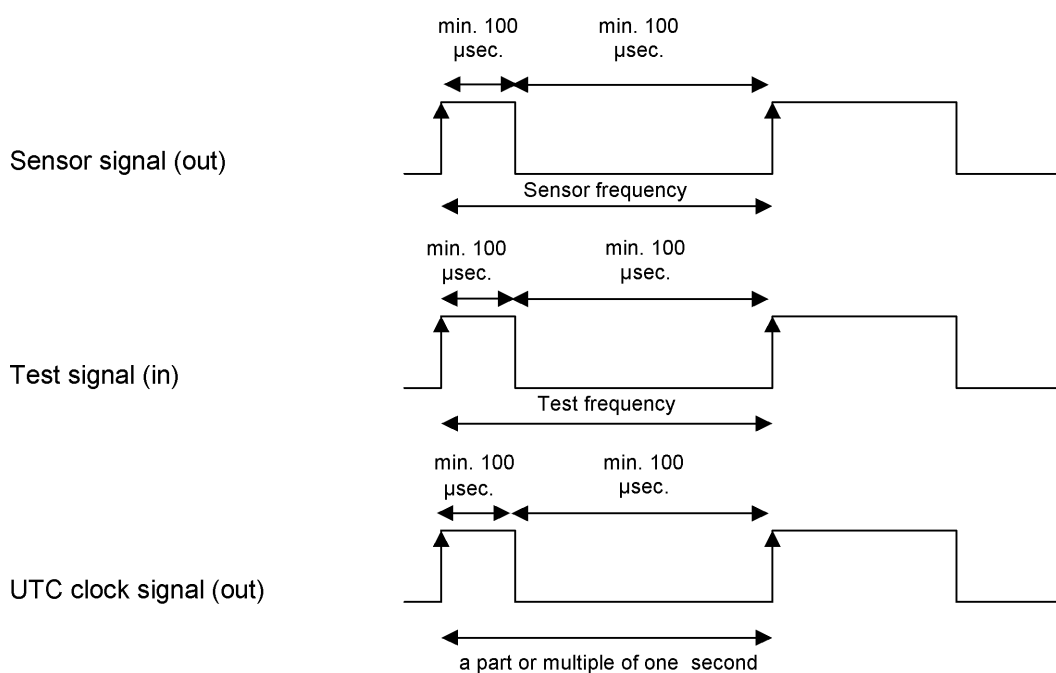 min. 100
µsec.
min. 100
µsec.
Sensor signal (out)
Sensor frequency
min. 100
µsec.
min. 100
µsec.
Test signal (in)
Test frequency
min. 100
µsec.
min. 100
µsec.
UTC clock signal (out)
a part or multiple of one second